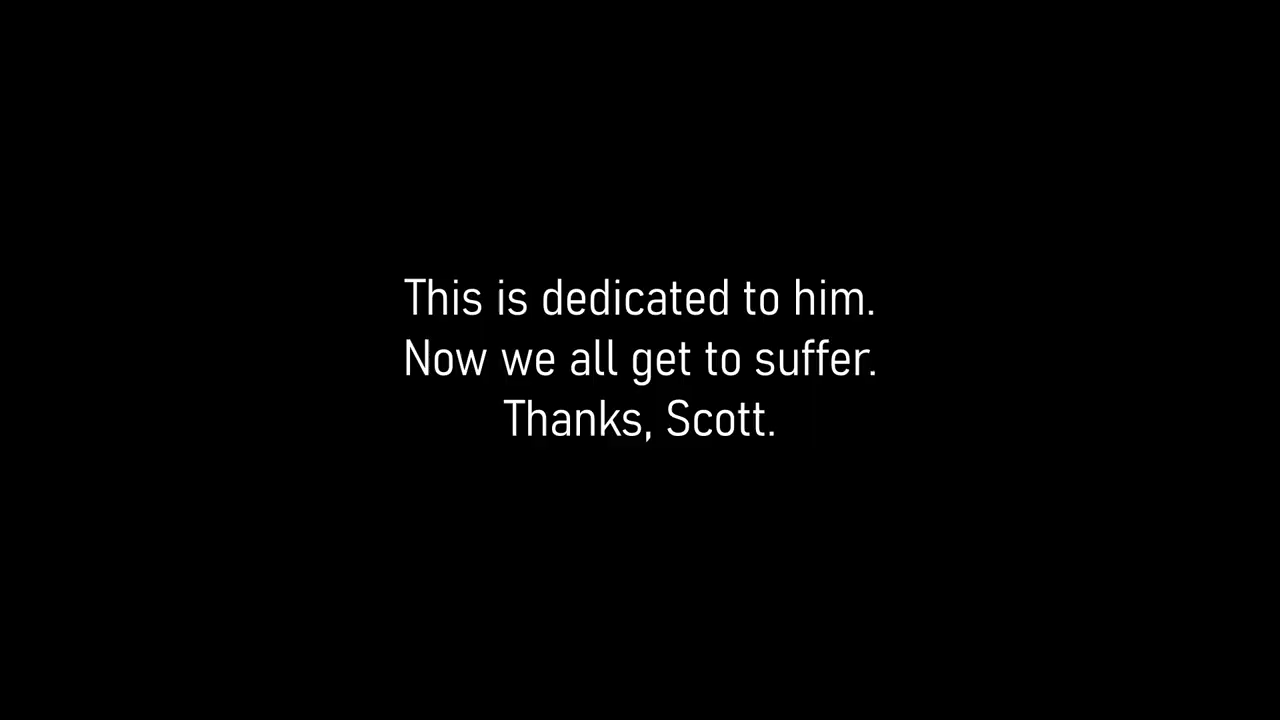 This is dedicated to him.
Now we all get to suffer.
Thanks, Scott.